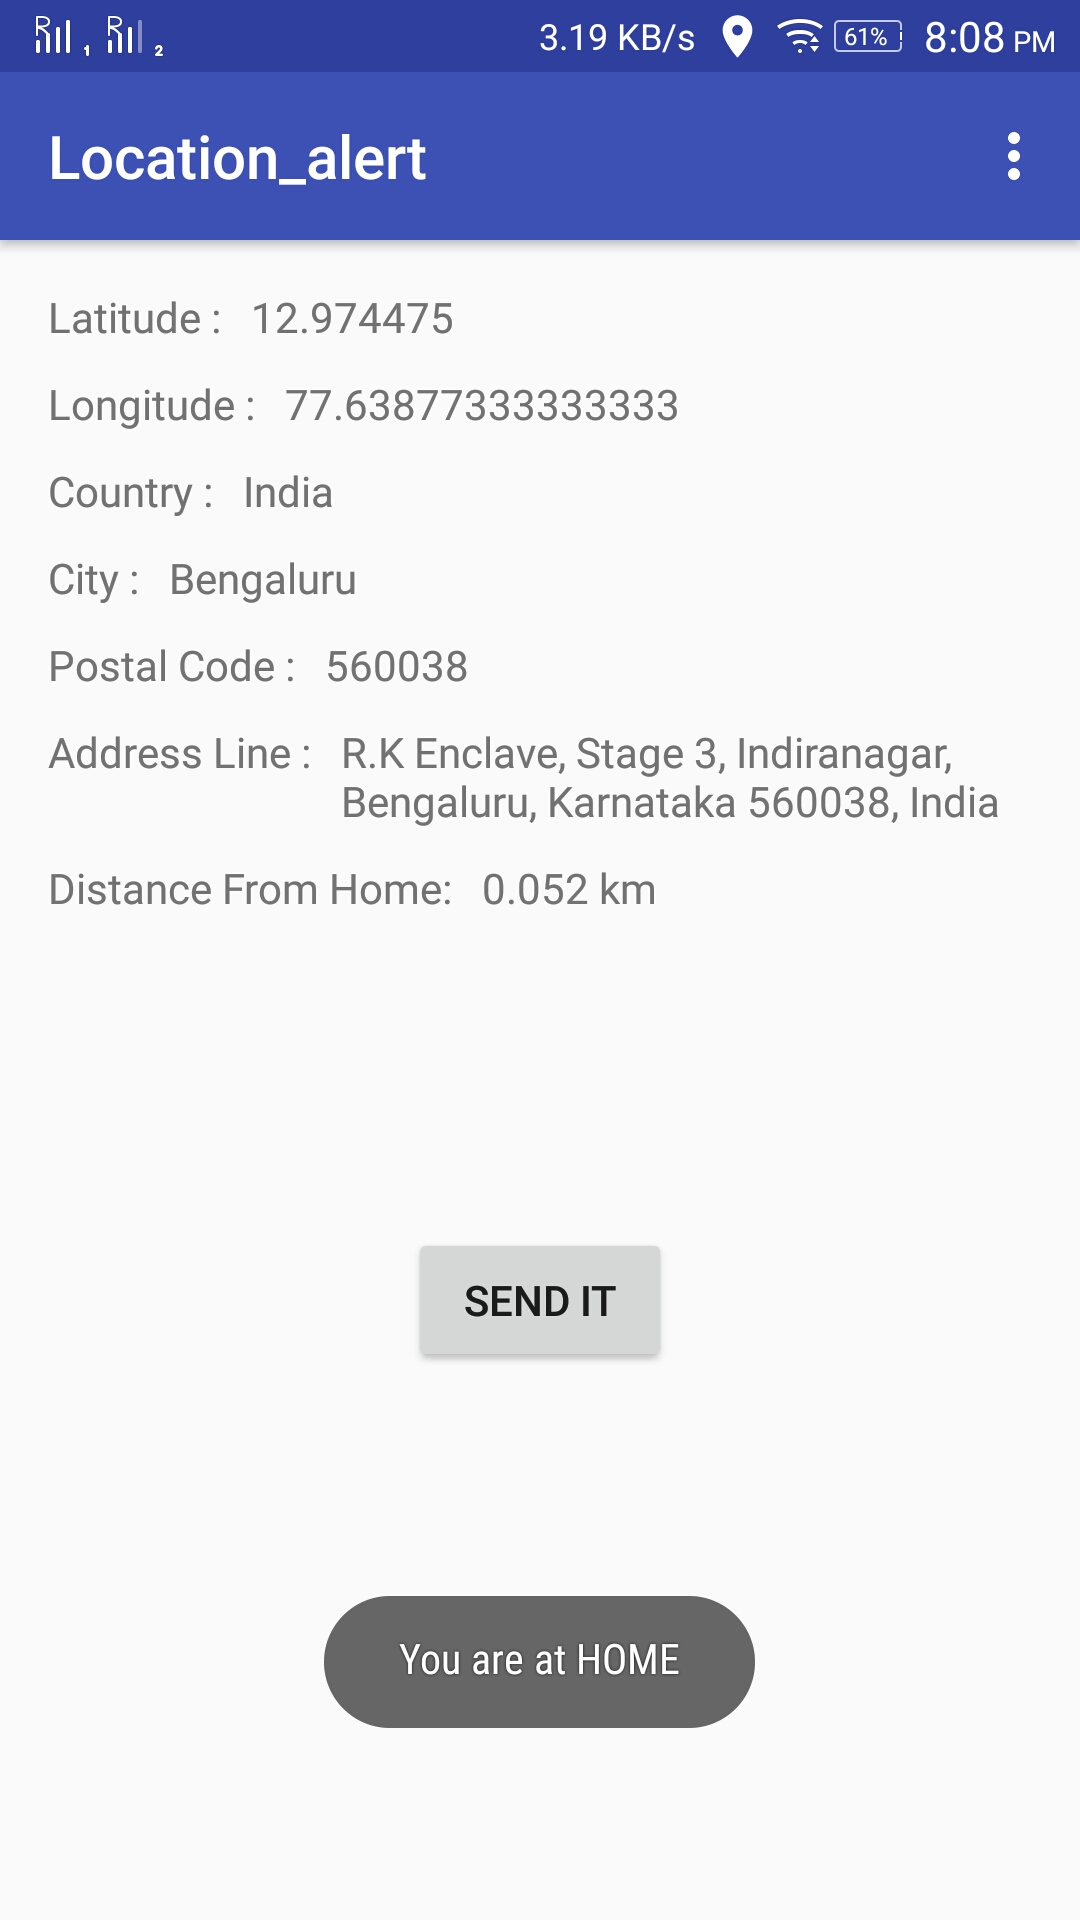 3.19 KB/s 61% 8:08 PM
Location_alert
Latitude : 12.974475
Longitude : 77.63877333333333
Country : India
City : Bengaluru
Postal Code : 560038
Address Line : R.K Enclave, Stage 3, Indiranagar,
Bengaluru, Karnataka 560038, India
Distance From Home: 0.052 km
SEND IT
You are at HOME